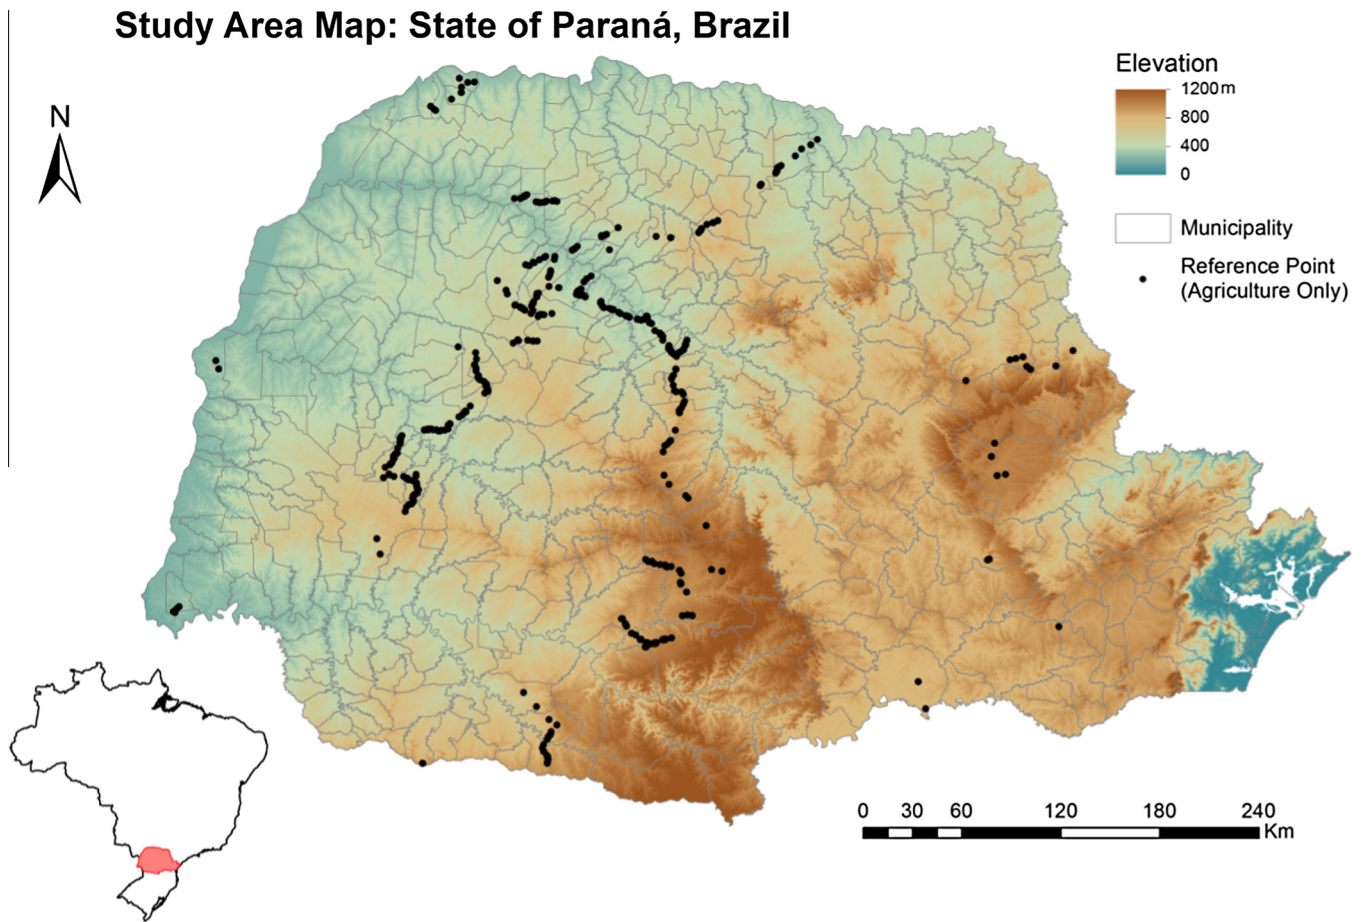 Study Area Map: State of Paraná, Brazil
N
Elevation
1200 m
800
400
0
Municipality
Reference Point
(Agriculture Only)
0 30 60 120 180 240
Km